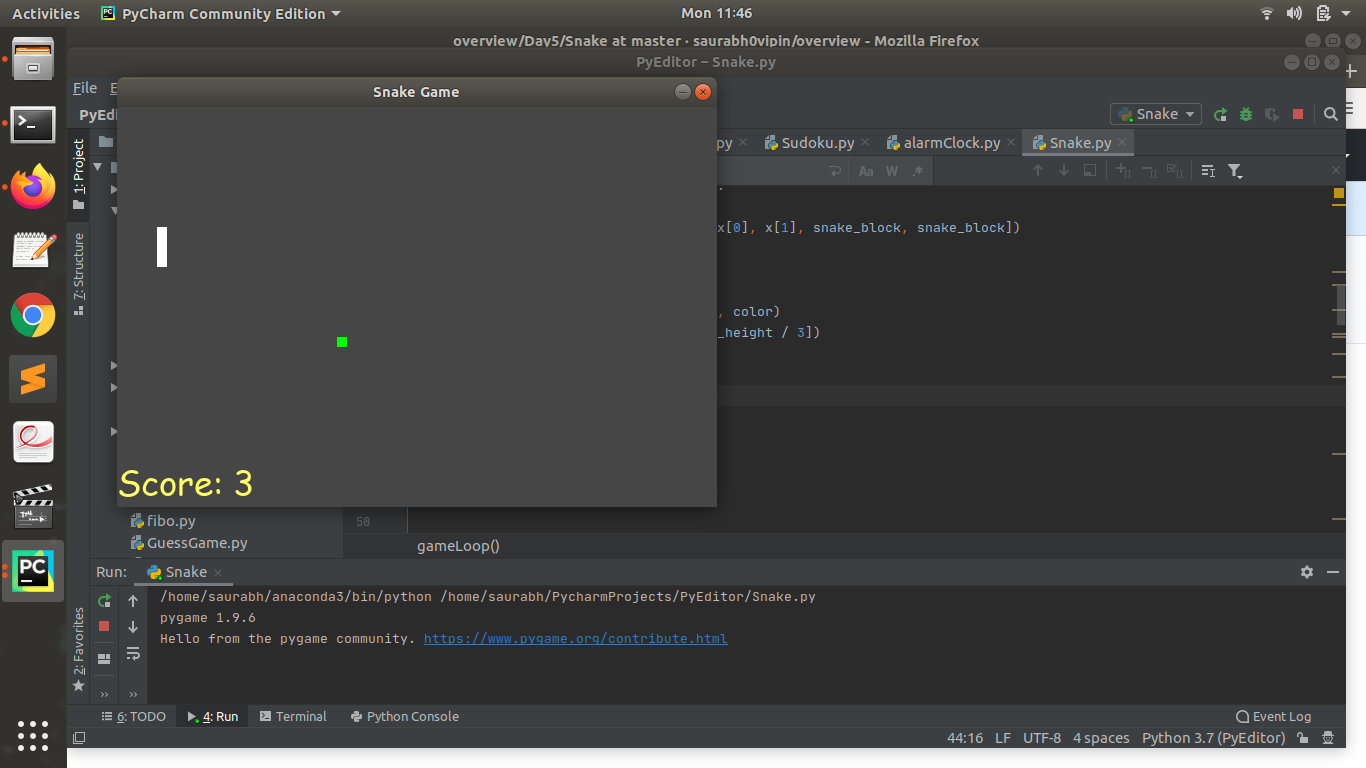 Activities PyCharm Community Edition Mon 11:46
overview/Day5/Snake at master · saurabh0vipin/overview - Mozilla Firefox
PyEditor – Snake.py
File
Snake Game
PyEdi Snake
1: Project
py Sudoku.py alarmClock.py Snake.py
Aa W .*
x[0], x[1], snake_block, snake_block])
7: Structure
, color)
_height / 3])
Score: 3
fibo.py 50
GuessGame.py gameLoop()
Run: Snake
/home/saurabh/anaconda3/bin/python /home/saurabh/PycharmProjects/PyEditor/Snake.py
pygame 1.9.6
Hello from the pygame community. https://www.pygame.org/contribute.html
2: Favorites
PC
6: TODO 4: Run Terminal Python Console Event Log
44:16 LF UTF-8 4 spaces Python 3.7 (PyEditor)